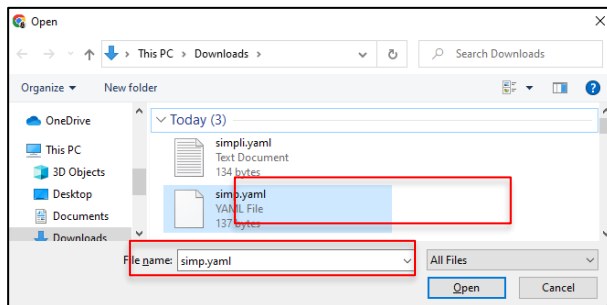 Open
This PC > Downloads >
Search Downloads
Organize
New folder
OneDrive
This PC
3D Objects
Desktop
Documents
Downloads
Today (3)
simpli.yaml
Text Document
134 bytes
simp.yaml
YAML File
137 bytes
File name: simp.yaml
All Files
Open
Cancel